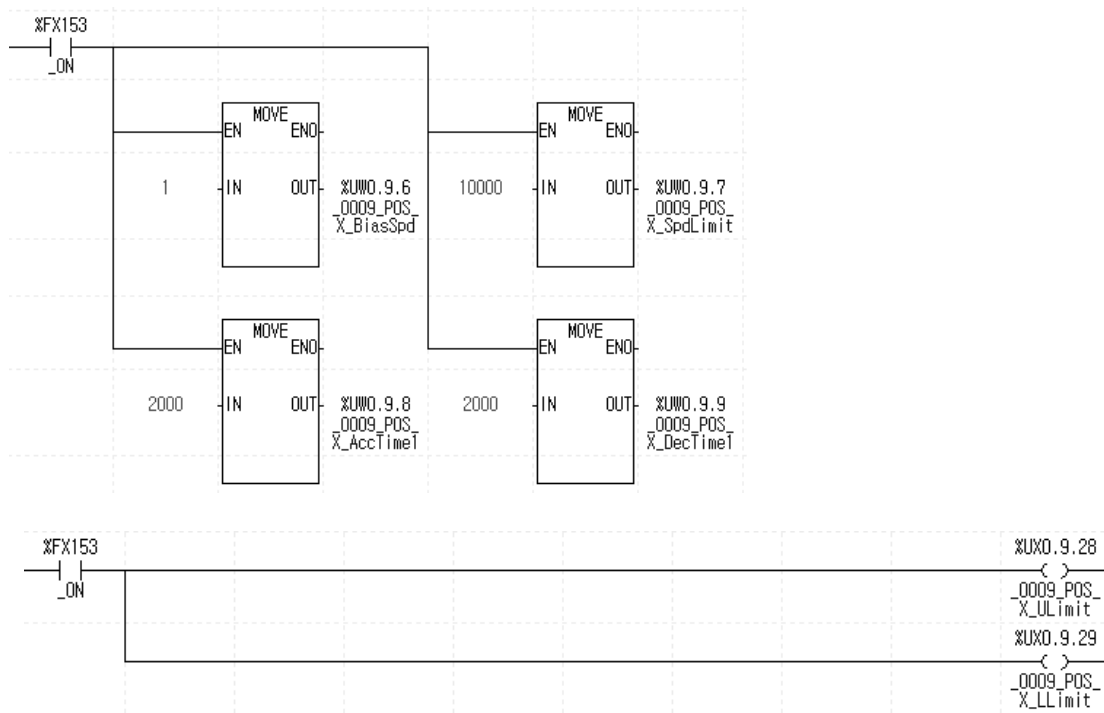 %FX153
_ON
MOVE
EN ENO
1 IN OUT %UW0.9.6
_0009_POS_
X_BiasSpd
MOVE
EN ENO
10000 IN OUT %UW0.9.7
_0009_POS_
X_SpdLimit
MOVE
EN ENO
2000 IN OUT %UW0.9.8
_0009_POS_
X_AccTime1
MOVE
EN ENO
2000 IN OUT %UW0.9.9
_0009_POS_
X_DecTime1
%FX153
_ON
%UX0.9.28
_0009_POS_
X_ULimit
%UX0.9.29
_0009_POS_
X_LLimit